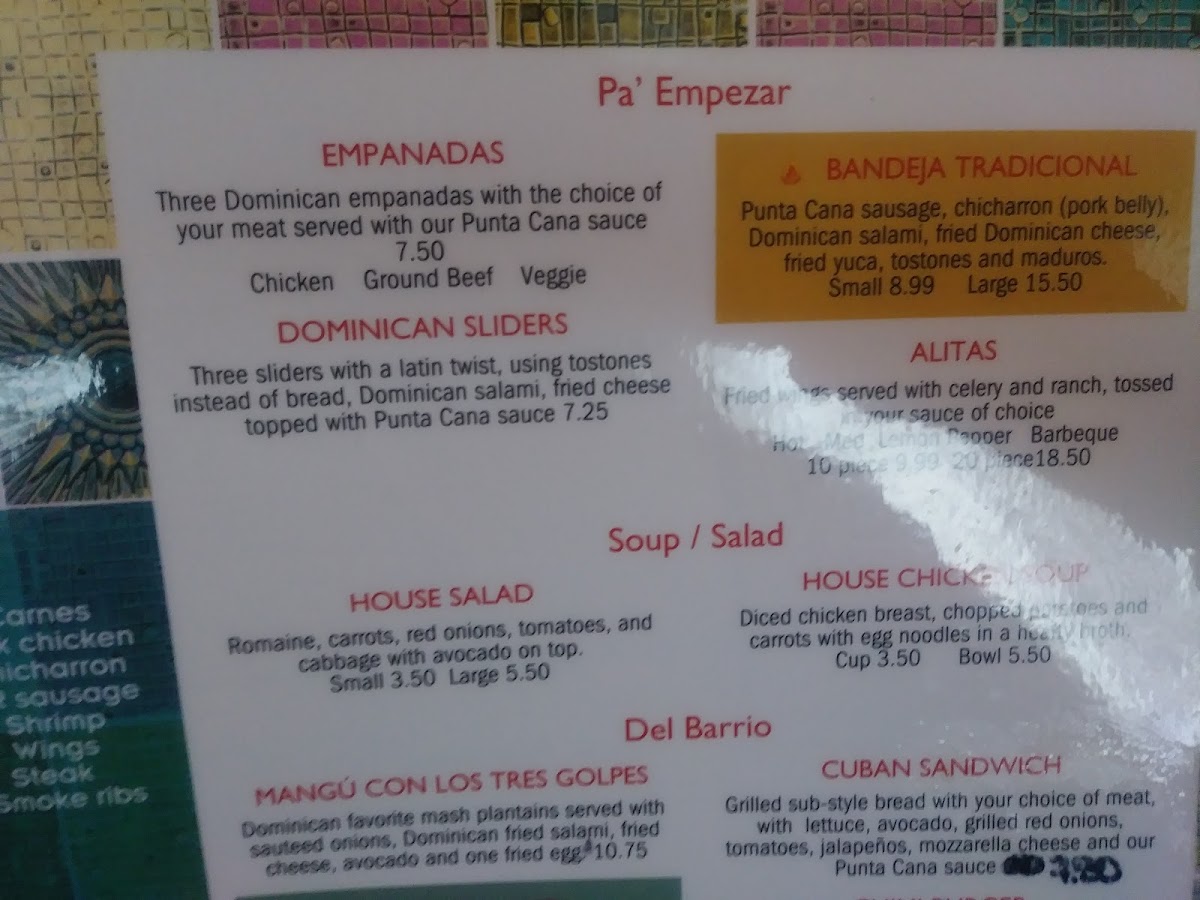 Pa' Empezar
EMPANADAS
Three Dominican empanadas with the choice of
your meat served with our Punta Cana sauce
7.50
Chicken Ground Beef Veggie
DOMINICAN SLIDERS
Three sliders with a latin twist, using tostones
instead of bread, Dominican salami, fried cheese
topped with Punta Cana sauce 7.25
BANDEJA TRADICIONAL
Punta Cana sausage, chicharron (pork belly),
Dominican salami, fried Dominican cheese,
fried yuca, tostones and maduros.
Small 8.99 Large 15.50
ALITAS
Fried wings served with celery and ranch, tossed
in your sauce of choice
Hot Med Lemon Pepper Barbeque
10 piece 9.99 20 piece18.50
Soup / Salad
HOUSE SALAD
Romaine, carrots, red onions, tomatoes, and
cabbage with avocado on top.
Small 3.50 Large 5.50
HOUSE CHICKEN SOUP
Diced chicken breast, chopped potatoes and
carrots with egg noodles in a hearty broth.
Cup 3.50 Bowl 5.50
Del Barrio
MANGÚ CON LOS TRES GOLPES
Dominican favorite mash plantains served with
sauteed onions, Dominican fried salami, fried
cheese, avocado and one fried egg 10.75
CUBAN SANDWICH
Grilled sub-style bread with your choice of meat,
with lettuce, avocado, grilled red onions,
tomatoes, jalapeños, mozzarella cheese and our
Punta Cana sauce
Carnes
chicken
sausage
Shrimp
Wings
Steak
Smoke ribs